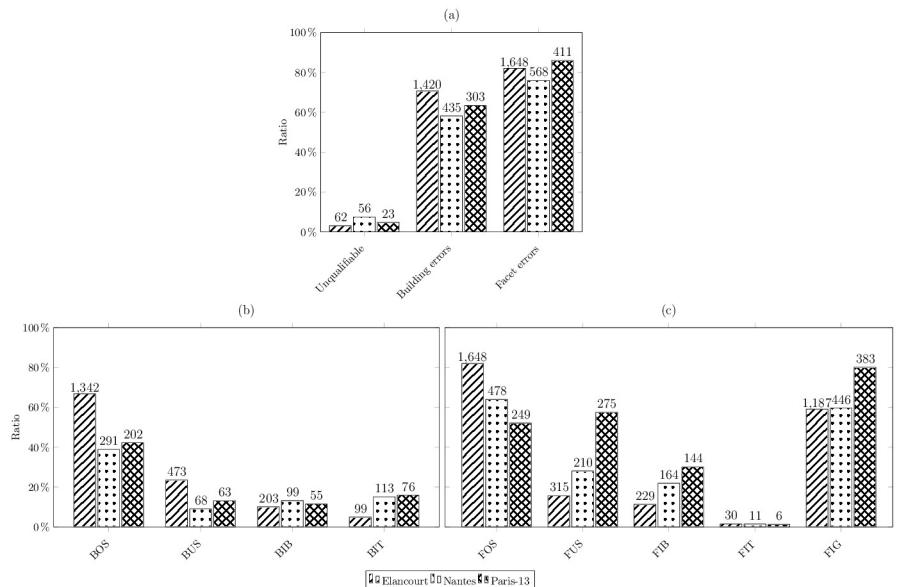 (a)
100 %
80 %
60 %
40 %
20 %
0 %
Ratio
62 56 23
1,420 435 303
1,648 568 411
Unqualifiable Building errors Facet errors
(b)
100 %
80 %
60 %
40 %
20 %
0 %
Ratio
1,342 291 202
473 68 63
203 99 55
99 113 76
BOS BUS BIB BIT
(c)
1,648 478 249
315 210 275
229 164 144
30 11 6
1,187 446 383
FOS FUS FIB FIT FIG
Elancourt Nantes Paris-13